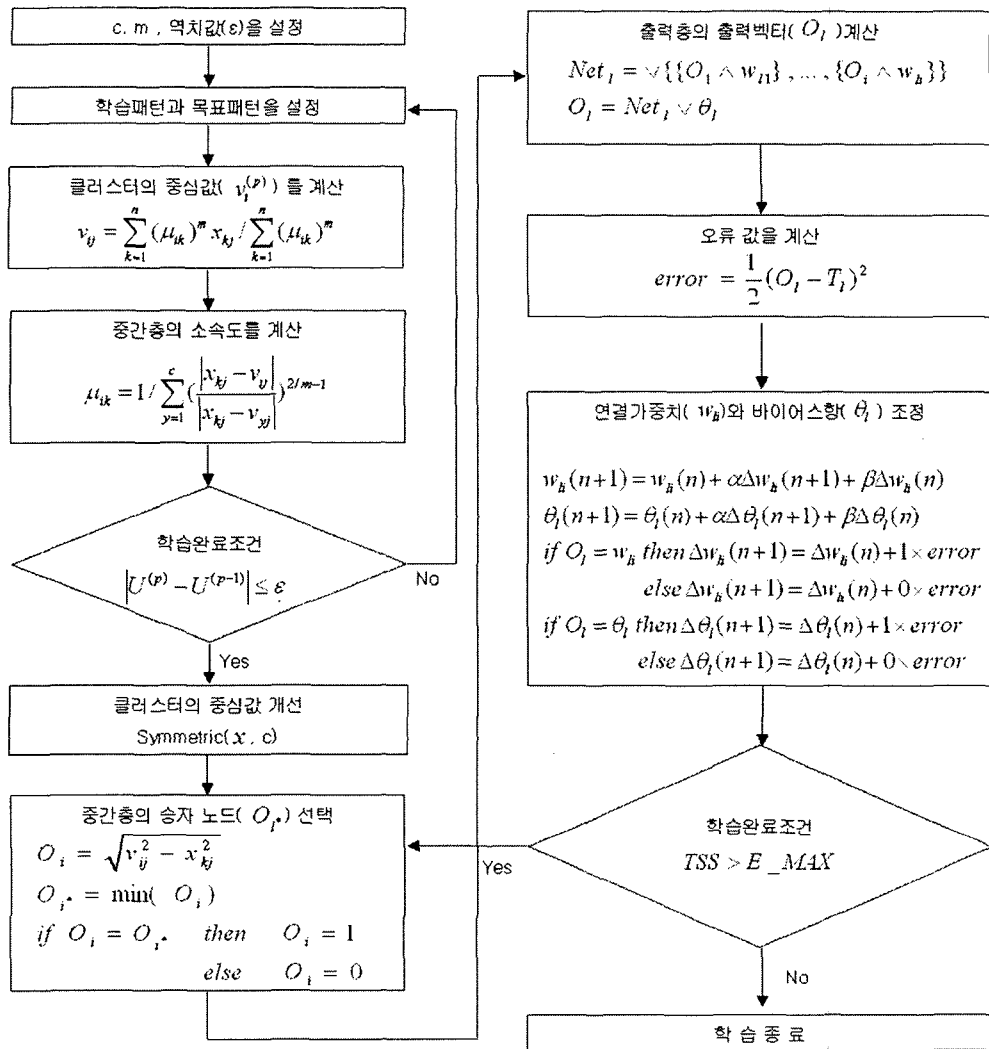 c, m , 역치값(ε)을 설정
학습패턴과 목표패턴을 설정
클러스터의 중심값( v_i^(p) ) 를 계산
v_ij = ∑_{k=1}^{n} (μ_ik)^m x_kj / ∑_{k=1}^{n} (μ_ik)^m
중간층의 소속도를 계산
μ_ik = 1 / ∑_{y=1}^{c} ( |x_kj − v_ij| / |x_kj − v_yj| )^{2/m−1}
학습완료조건
|U^(p) − U^(p−1)| ≤ ε
No
Yes
클러스터의 중심값 개선
Symmetric(x , c)
중간층의 승자 노드( O_i* ) 선택
O_i = √(v_ij^2 − x_kj^2)
O_i* = min( O_i )
if O_i = O_i* then O_i = 1
else O_i = 0
출력층의 출력벡터( O_l )계산
Net_l = ∨{{O_1 ∧ w_l1} , ... , {O_i ∧ w_li}}
O_l = Net_l ∨ θ_l
오류 값을 계산
error = 1/2 (O_l − T_l)^2
연결가중치( w_li )와 바이어스항( θ_l ) 조정
w_li(n+1) = w_li(n) + αΔw_li(n+1) + βΔw_li(n)
θ_l(n+1) = θ_l(n) + αΔθ_l(n+1) + βΔθ_l(n)
if O_l = w_li then Δw_li(n+1) = Δw_li(n) + 1 × error
else Δw_li(n+1) = Δw_li(n) + 0 × error
if O_l = θ_l then Δθ_l(n+1) = Δθ_l(n) + 1 × error
else Δθ_l(n+1) = Δθ_l(n) + 0 × error
학습완료조건
TSS > E _MAX
Yes
No
학 습 종 료